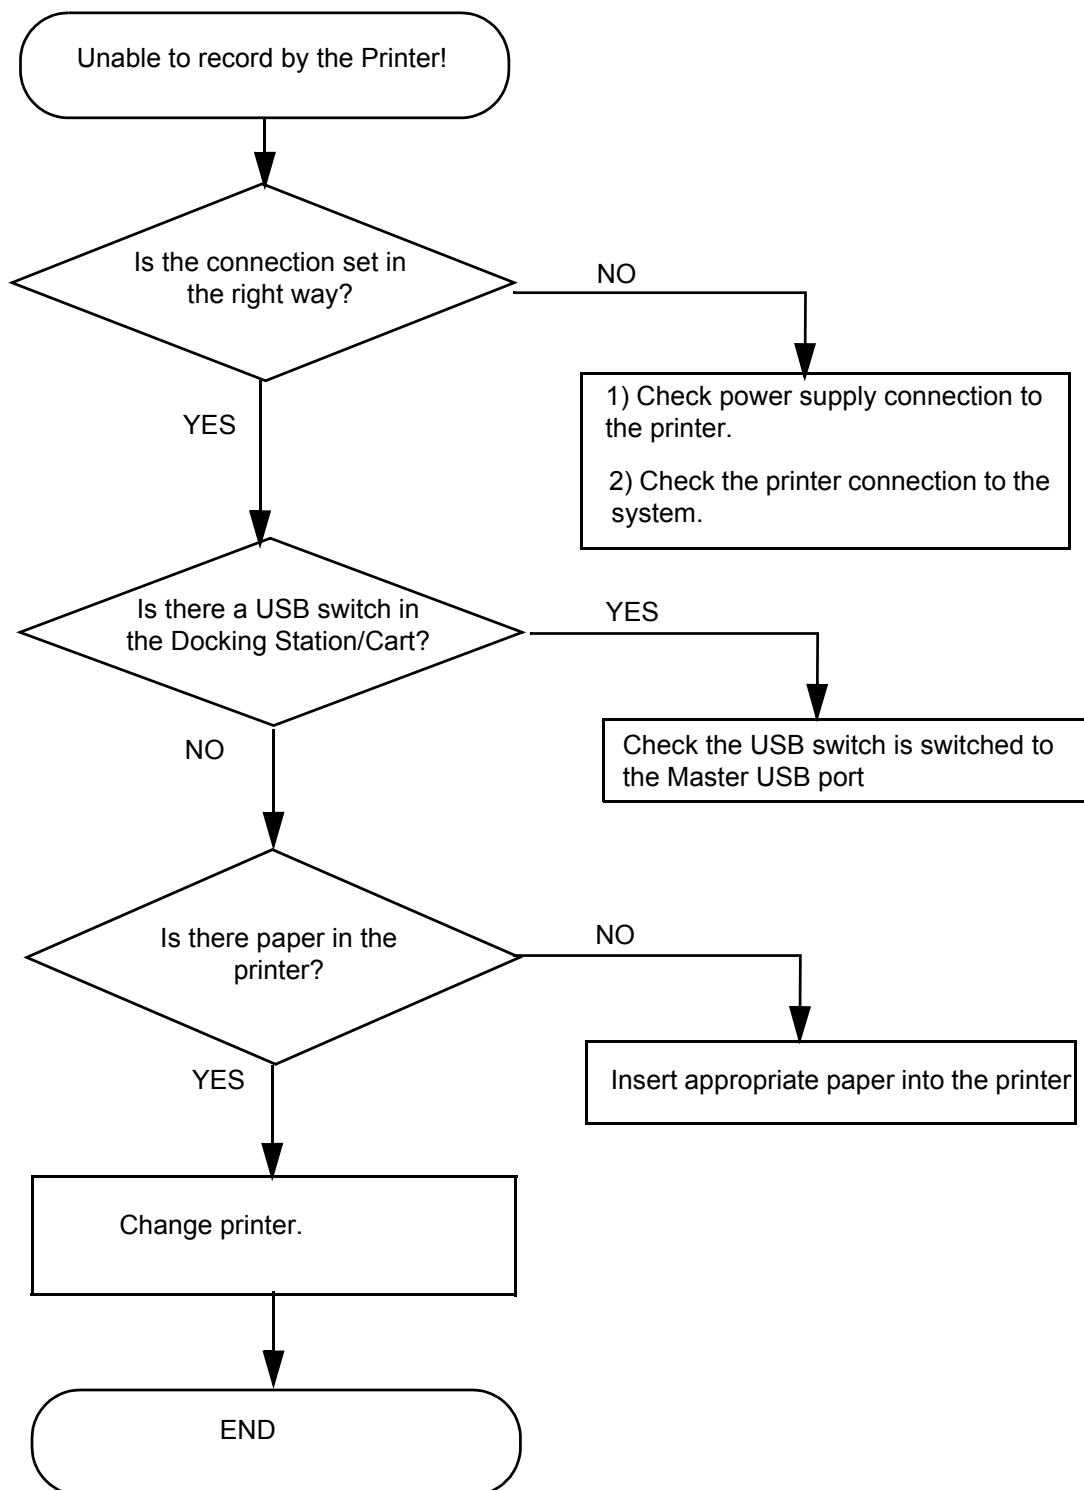 Unable to record by the Printer!
Is the connection set in
the right way?
NO
1) Check power supply connection to
the printer.
2) Check the printer connection to the
system.
YES
Is there a USB switch in
the Docking Station/Cart?
YES
Check the USB switch is switched to
the Master USB port
NO
Is there paper in the
printer?
NO
Insert appropriate paper into the printer
YES
Change printer.
END